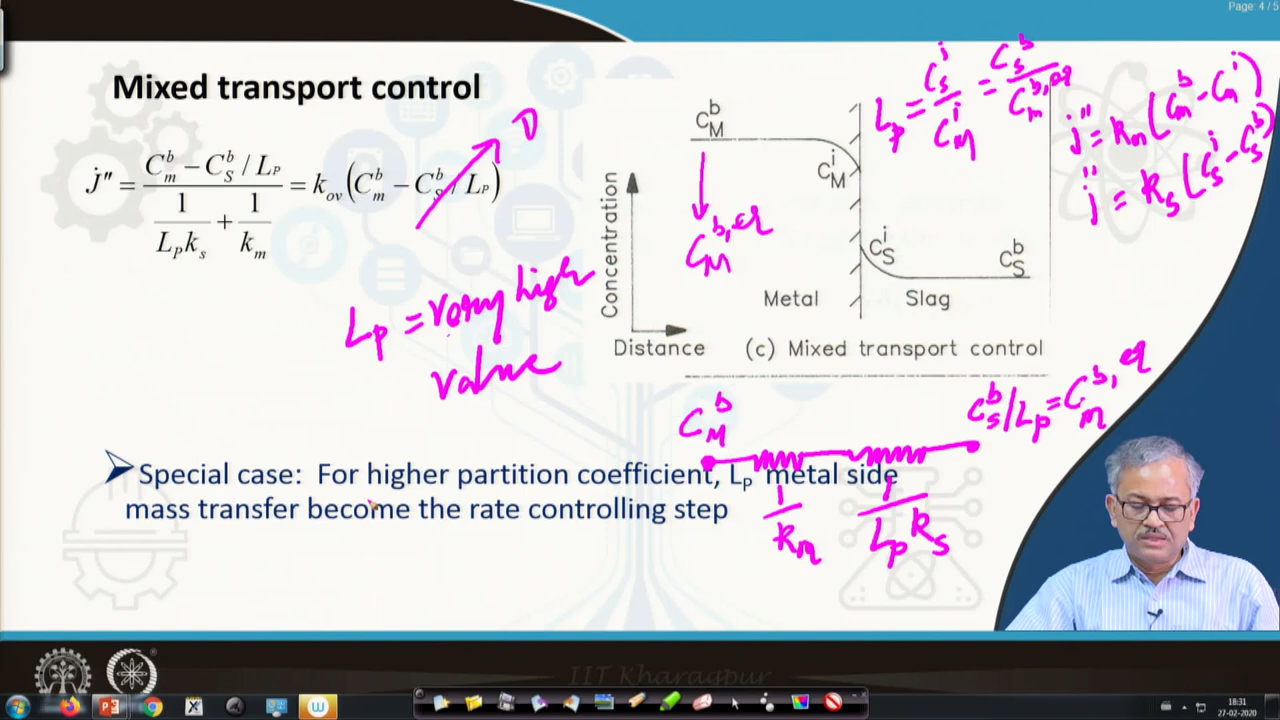 Page: 4 / 5
Mixed transport control
j̇" = (C_m^b − C_S^b / L_P) / (1/(L_P k_s) + 1/k_m) = k_ov (C_m^b − C_S^b / L_P)
0
L_p = very high
value
L_p = C_S^i / C_M^i = C_S^b / C_M^{b,eq}
j̇" = k_m (C_m^b − C_m^i)
j̇" = k_s (C_s^i − C_s^b)
C_M^b
C_M^i
C_M^{b,eq}
C_S^i
C_S^b
Concentration
Metal
Slag
Distance
(c) Mixed transport control
C_M^b
C_S^b / L_p = C_m^{b,eq}
1/k_m
1/(L_p k_s)
Special case: For higher partition coefficient, L_P metal side
mass transfer become the rate controlling step
IIT Kharagpur
18:31
27-02-2020